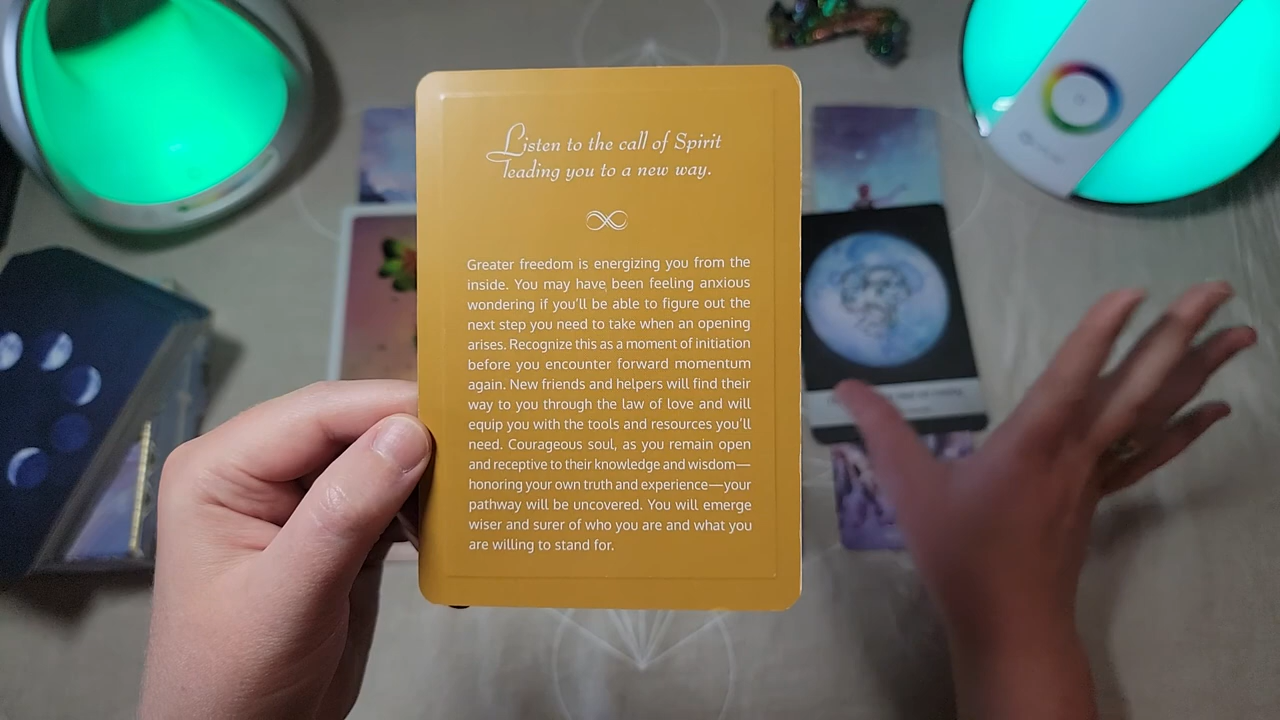 Listen to the call of Spirit
leading you to a new way.
Greater freedom is energizing you from the
inside. You may have been feeling anxious
wondering if you'll be able to figure out the
next step you need to take when an opening
arises. Recognize this as a moment of initiation
before you encounter forward momentum
again. New friends and helpers will find their
way to you through the law of love and will
equip you with the tools and resources you'll
need. Courageous soul, as you remain open
and receptive to their knowledge and wisdom—
honoring your own truth and experience—your
pathway will be uncovered. You will emerge
wiser and surer of who you are and what you
are willing to stand for.